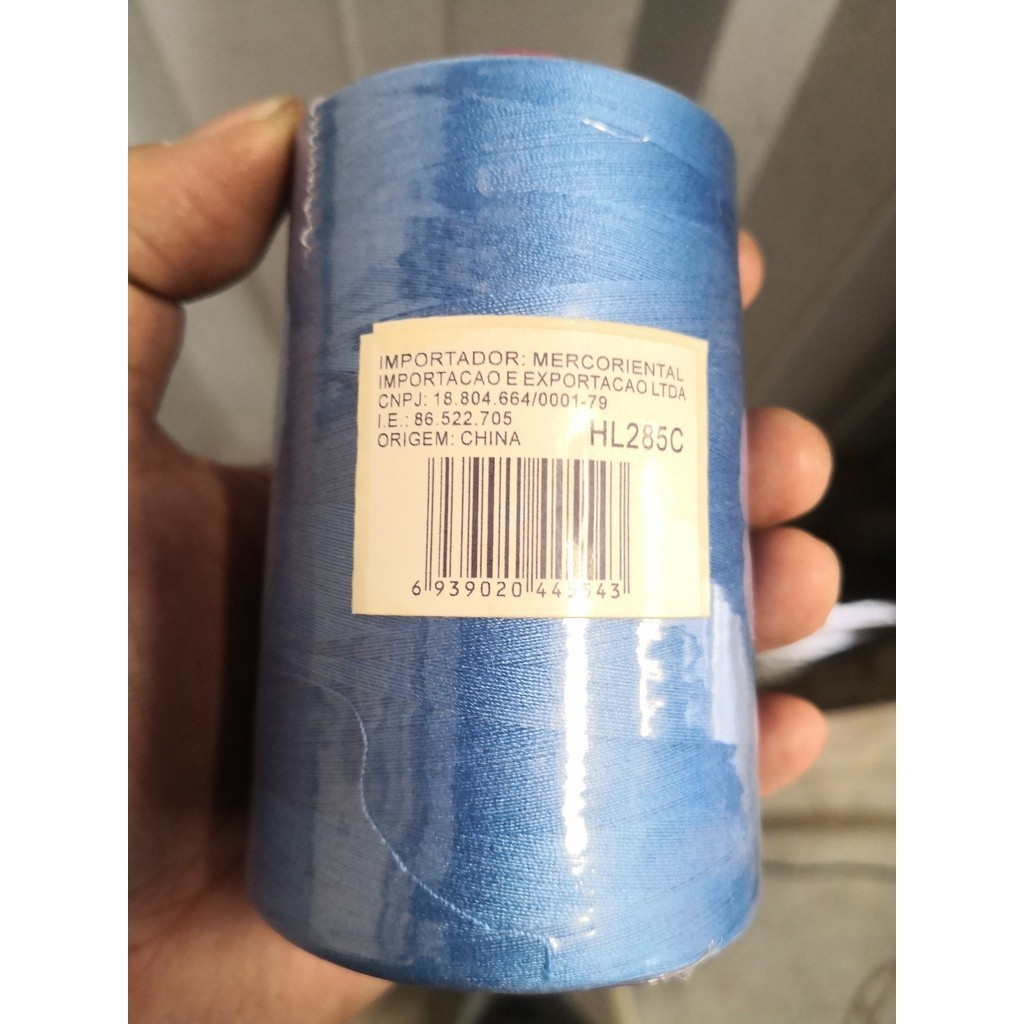 IMPORTADOR: MERCORIENTAL
IMPORTACAO E EXPORTACAO LTDA
CNPJ: 18.804.664/0001-79
I.E.: 86.522.705
ORIGEM: CHINA HL285C
6 939020 445543